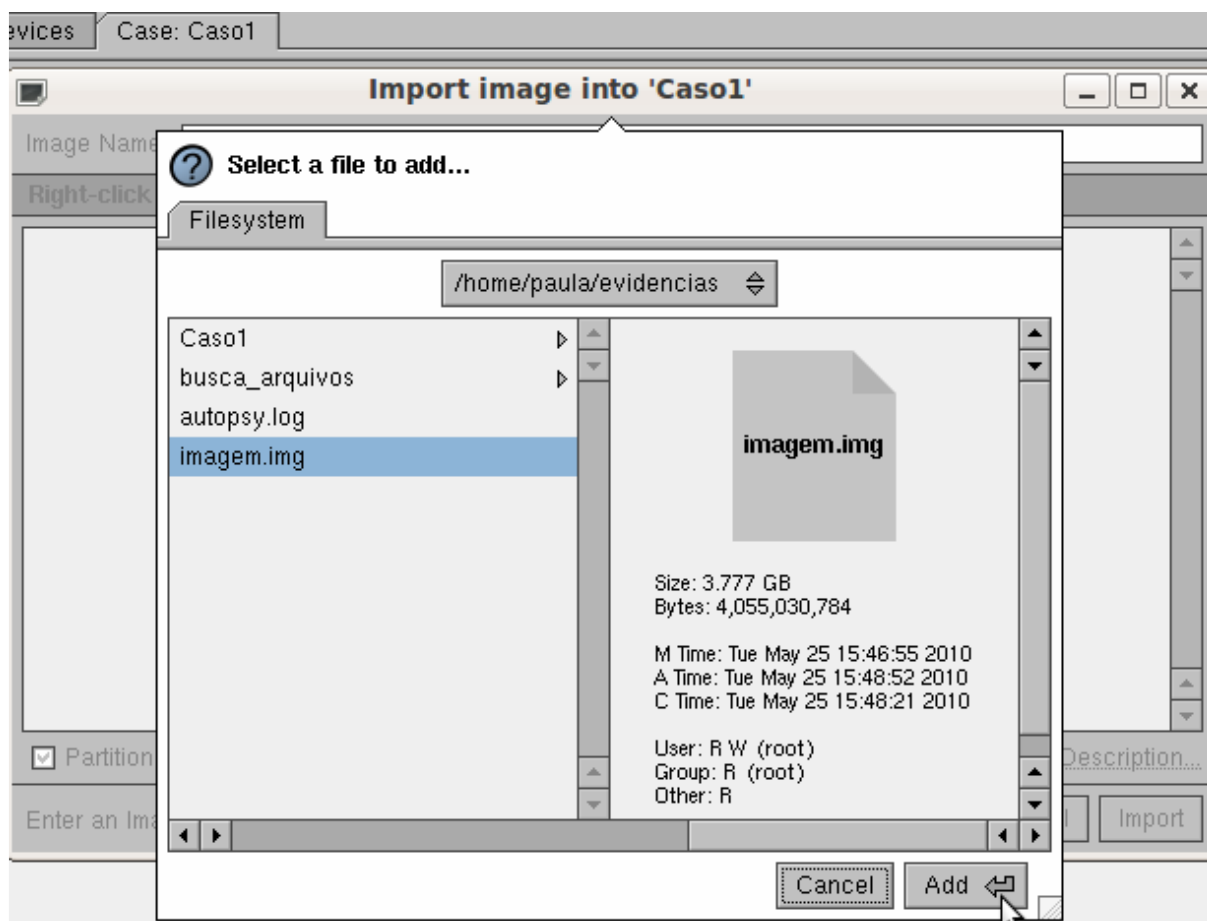 evices
Case: Caso1
Import image into 'Caso1'
Image Name
Right-click
Select a file to add...
Filesystem
/home/paula/evidencias
Caso1
busca_arquivos
autopsy.log
imagem.img
imagem.img
Size: 3.777 GB
Bytes: 4,055,030,784
M Time: Tue May 25 15:46:55 2010
A Time: Tue May 25 15:48:52 2010
C Time: Tue May 25 15:48:21 2010
User: R W (root)
Group: R (root)
Other: R
Partition
Description...
Enter an Ima
l
Import
Cancel
Add